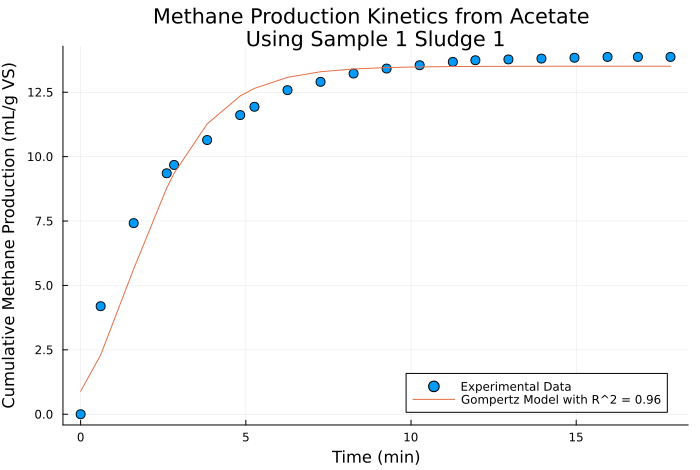 Methane Production Kinetics from Acetate
Using Sample 1 Sludge 1
Cumulative Methane Production (mL/g VS)
12.5
10.0
7.5
5.0
2.5
0.0
Experimental Data
Gompertz Model with R^2 = 0.96
0
5
10
15
Time (min)